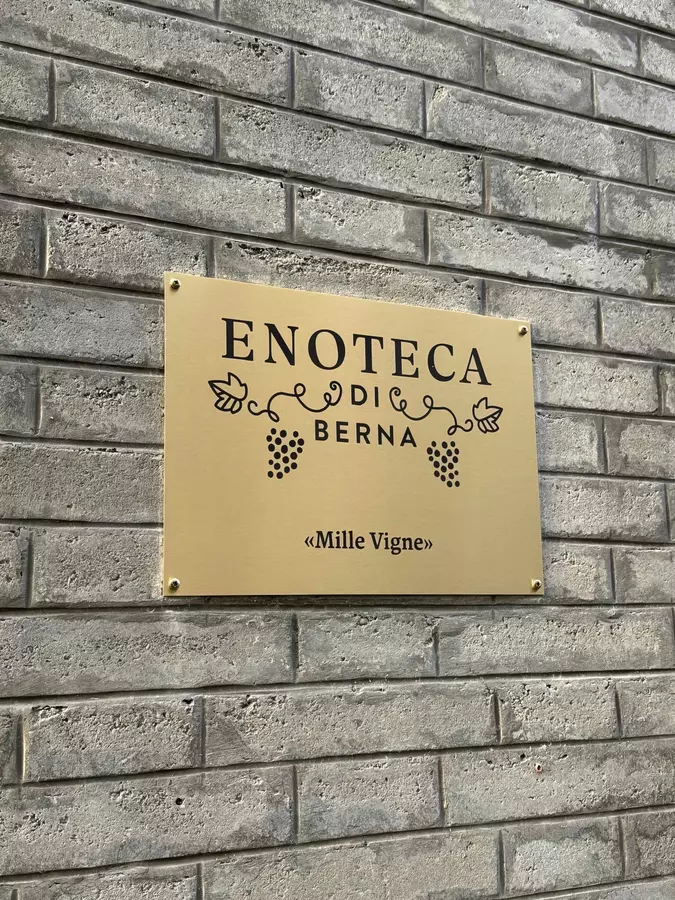 ENOTECA
DI
BERNA
«Mille Vigne»